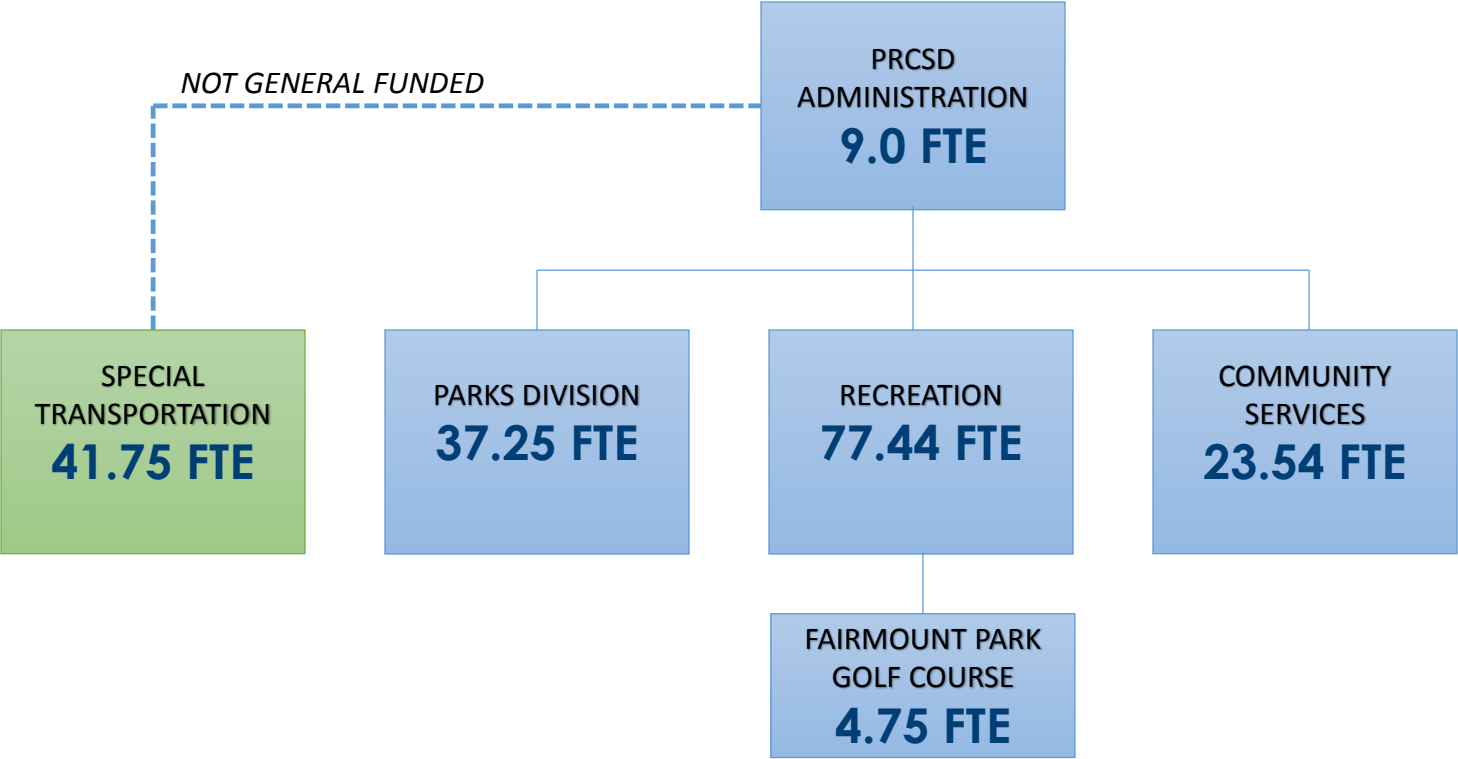 PRCSD
ADMINISTRATION
9.0 FTE
NOT GENERAL FUNDED
SPECIAL
TRANSPORTATION
41.75 FTE
PARKS DIVISION
37.25 FTE
RECREATION
77.44 FTE
COMMUNITY
SERVICES
23.54 FTE
FAIRMOUNT PARK
GOLF COURSE
4.75 FTE